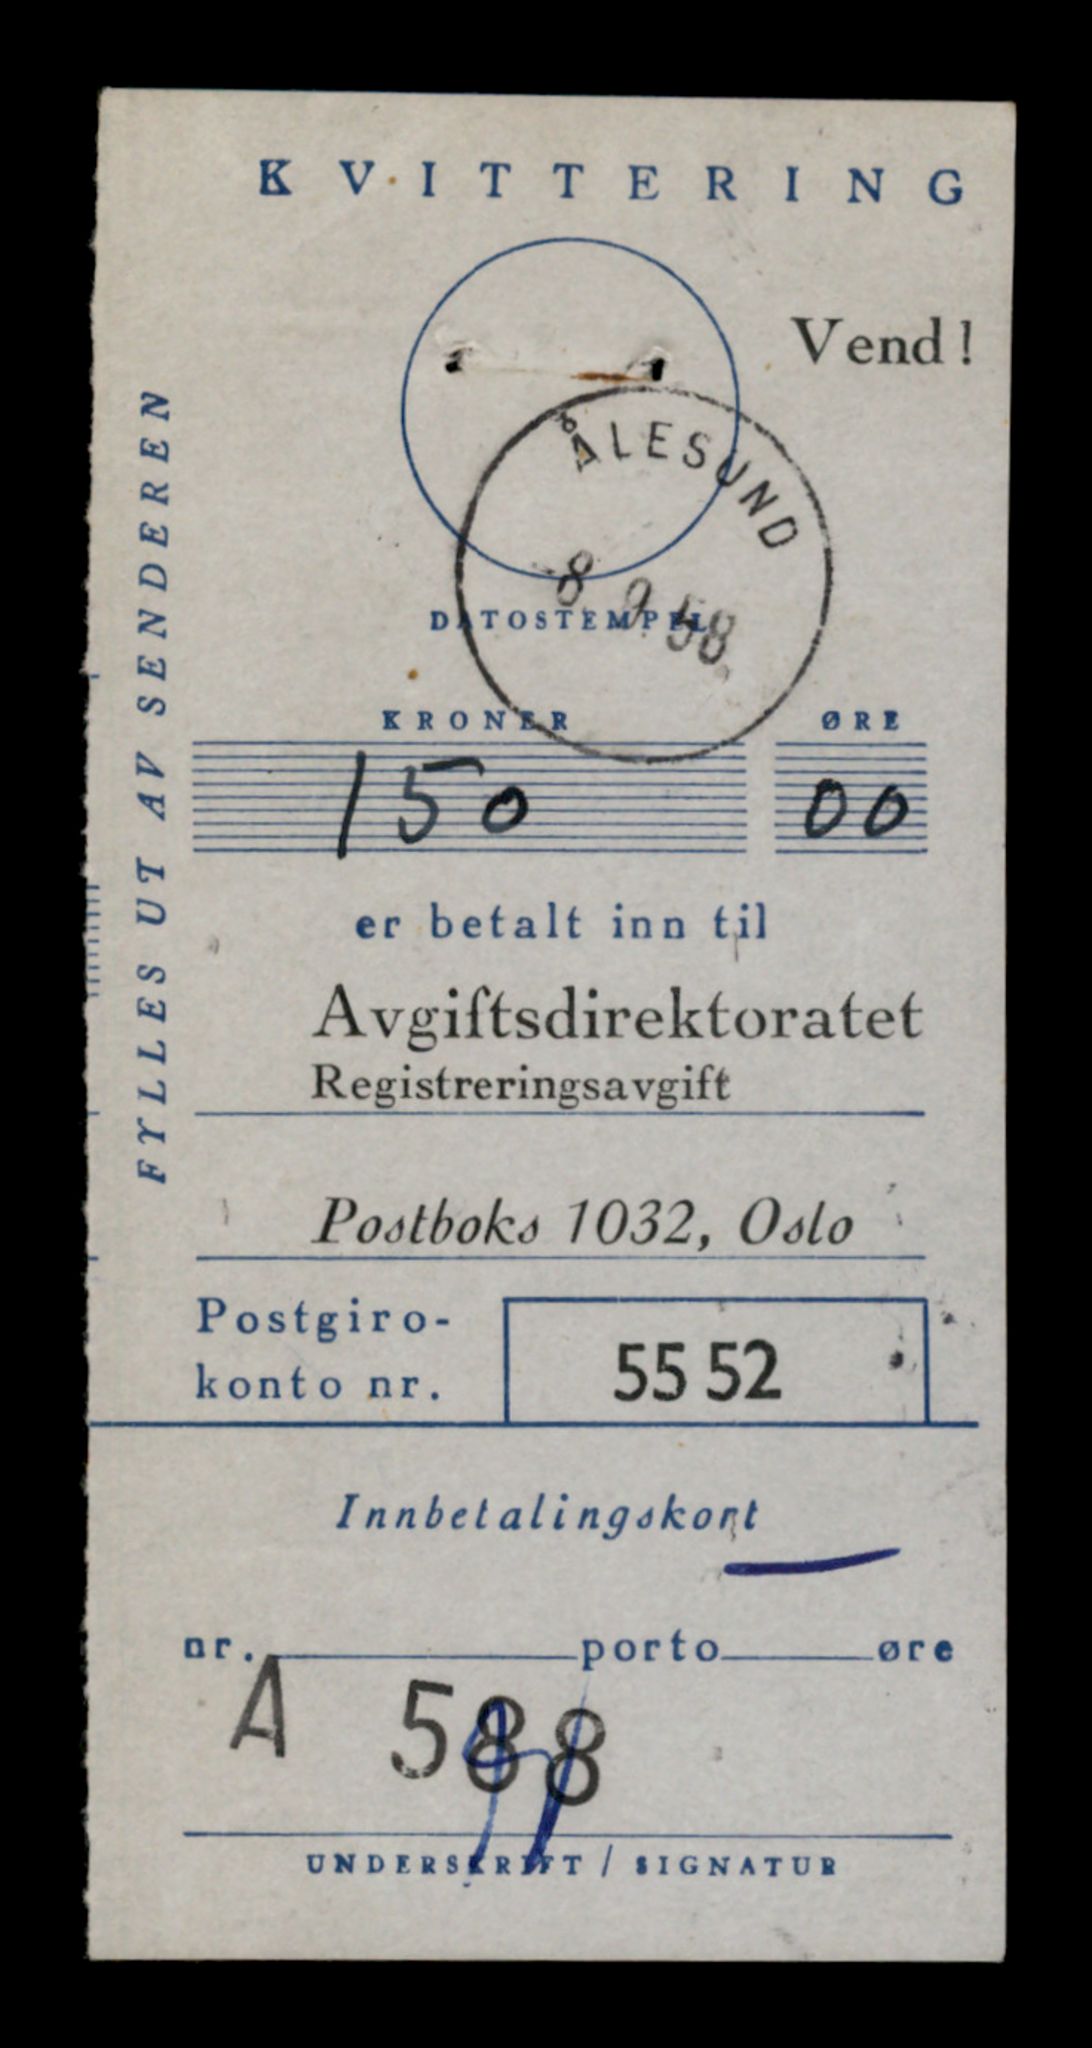 KVITTERING
Vend!
ÅLESUND
-8. 9. 58
DATOSTEMPEL
FYLLES UT AV SENDEREN
KRONER ØRE
150 00
er betalt inn til
Avgiftsdirektoratet
Registreringsavgift
Postboks 1032, Oslo
Postgiro-
konto nr.
55 52
Innbetalingskort
nr. porto øre
A 588
UNDERSKRIFT / SIGNATUR